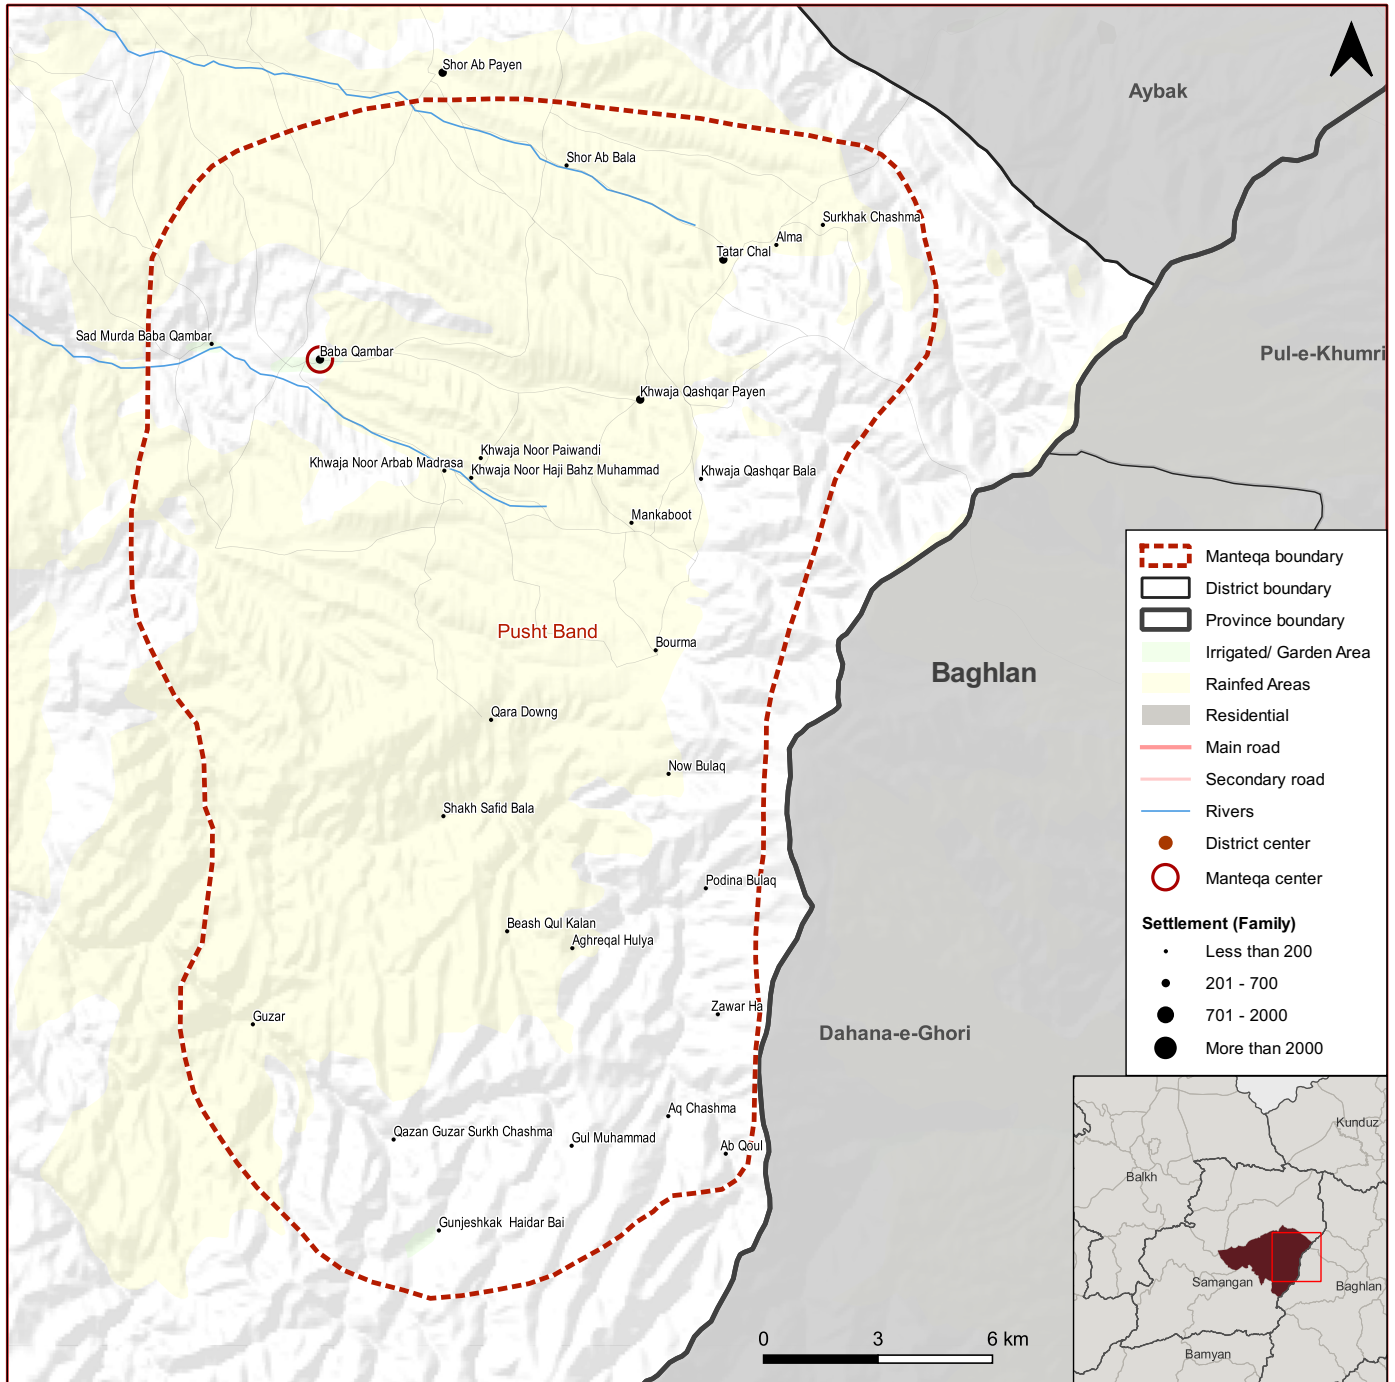 Shor Ab Payen
Aybak
Shor Ab Bala
Surkhak Chashma
Alma
Tatar Chal
Sad Murda Baba Qambar
Baba Qambar
Pul-e-Khumri
Khwaja Qashqar Payen
Khwaja Noor Paiwandi
Khwaja Noor Arbab Madrasa
Khwaja Noor Haji Bahz Muhammad
Khwaja Qashqar Bala
Mankaboot
Pusht Band
Bourma
Baghlan
Qara Downg
Now Bulaq
Shakh Safid Bala
Podina Bulaq
Beash Qul Kalan
Aghreqal Hulya
Zawar Ha
Guzar
Dahana-e-Ghori
Aq Chashma
Qazan Guzar Surkh Chashma
Gul Muhammad
Ab Qoul
Gunjeshkak Haidar Bai
Manteqa boundary
District boundary
Province boundary
Irrigated/ Garden Area
Rainfed Areas
Residential
Main road
Secondary road
Rivers
District center
Manteqa center
Settlement (Family)
Less than 200
201 - 700
701 - 2000
More than 2000
Kunduz
Balkh
Samangan
Baghlan
Bamyan
0 3 6 km